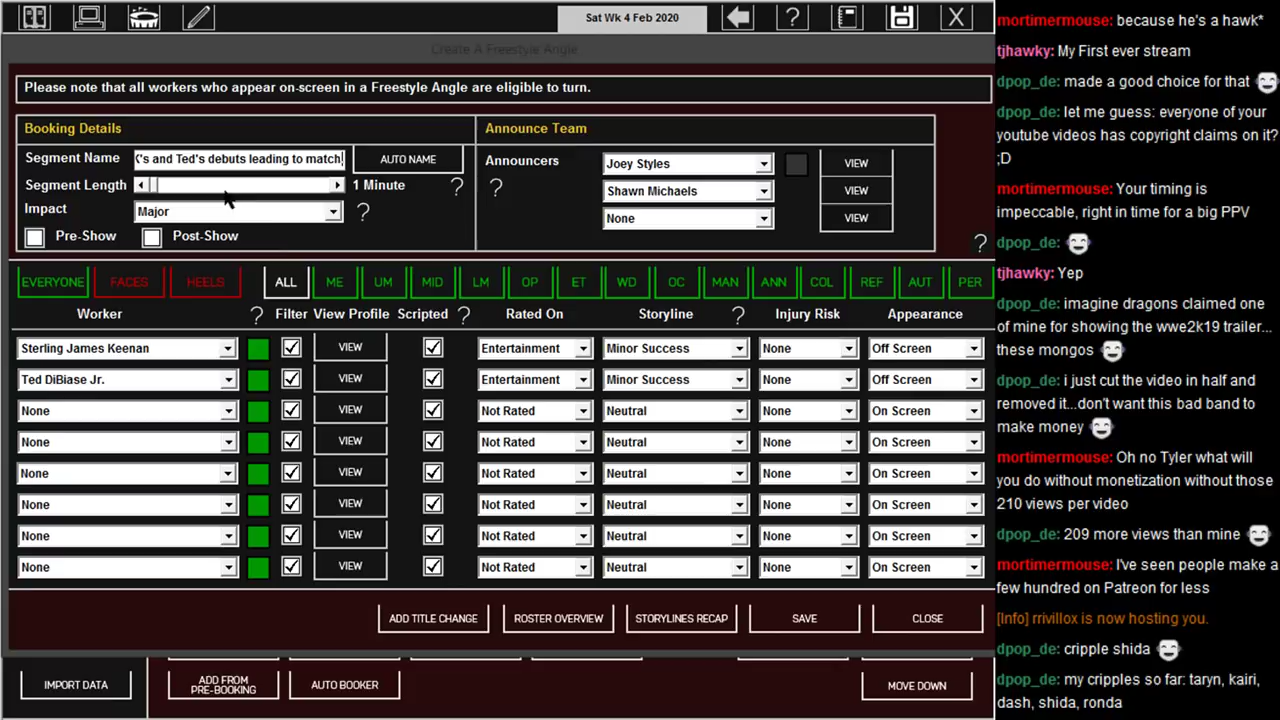 Sat Wk 4 Feb 2020
Create A Freestyle Angle
Please note that all workers who appear on-screen in a Freestyle Angle are eligible to turn.
Booking Details
Segment Name
's and Ted's debuts leading to match
AUTO NAME
Segment Length
1 Minute
?
Impact
Major
?
Pre-Show
Post-Show
Announce Team
Announcers
?
Joey Styles
VIEW
Shawn Michaels
VIEW
None
VIEW
?
EVERYONE FACES HEELS ALL ME UM MID LM OP ET WD OC MAN ANN COL REF AUT PER
Worker ? Filter View Profile Scripted ? Rated On Storyline ? Injury Risk Appearance
Sterling James Keenan VIEW Entertainment Minor Success None Off Screen
Ted DiBiase Jr. VIEW Entertainment Minor Success None Off Screen
None VIEW Not Rated Neutral None On Screen
None VIEW Not Rated Neutral None On Screen
None VIEW Not Rated Neutral None On Screen
None VIEW Not Rated Neutral None On Screen
None VIEW Not Rated Neutral None On Screen
None VIEW Not Rated Neutral None On Screen
ADD TITLE CHANGE ROSTER OVERVIEW STORYLINES RECAP SAVE CLOSE
IMPORT DATA
ADD FROM
PRE-BOOKING
AUTO BOOKER
MOVE DOWN
mortimermouse: because he's a hawk*
tjhawky: My First ever stream
dpop_de: made a good choice for that
dpop_de: let me guess: everyone of your
youtube videos has copyright claims on it?
;D
mortimermouse: Your timing is
impeccable, right in time for a big PPV
dpop_de:
tjhawky: Yep
dpop_de: imagine dragons claimed one
of mine for showing the wwe2k19 trailer...
these mongos
dpop_de: i just cut the video in half and
removed it...don't want this bad band to
make money
mortimermouse: Oh no Tyler what will
you do without monetization without those
210 views per video
dpop_de: 209 more views than mine
mortimermouse: I've seen people make a
few hundred on Patreon for less
[Info] rrivillox is now hosting you.
dpop_de: cripple shida
dpop_de: my cripples so far: taryn, kairi,
dash, shida, ronda